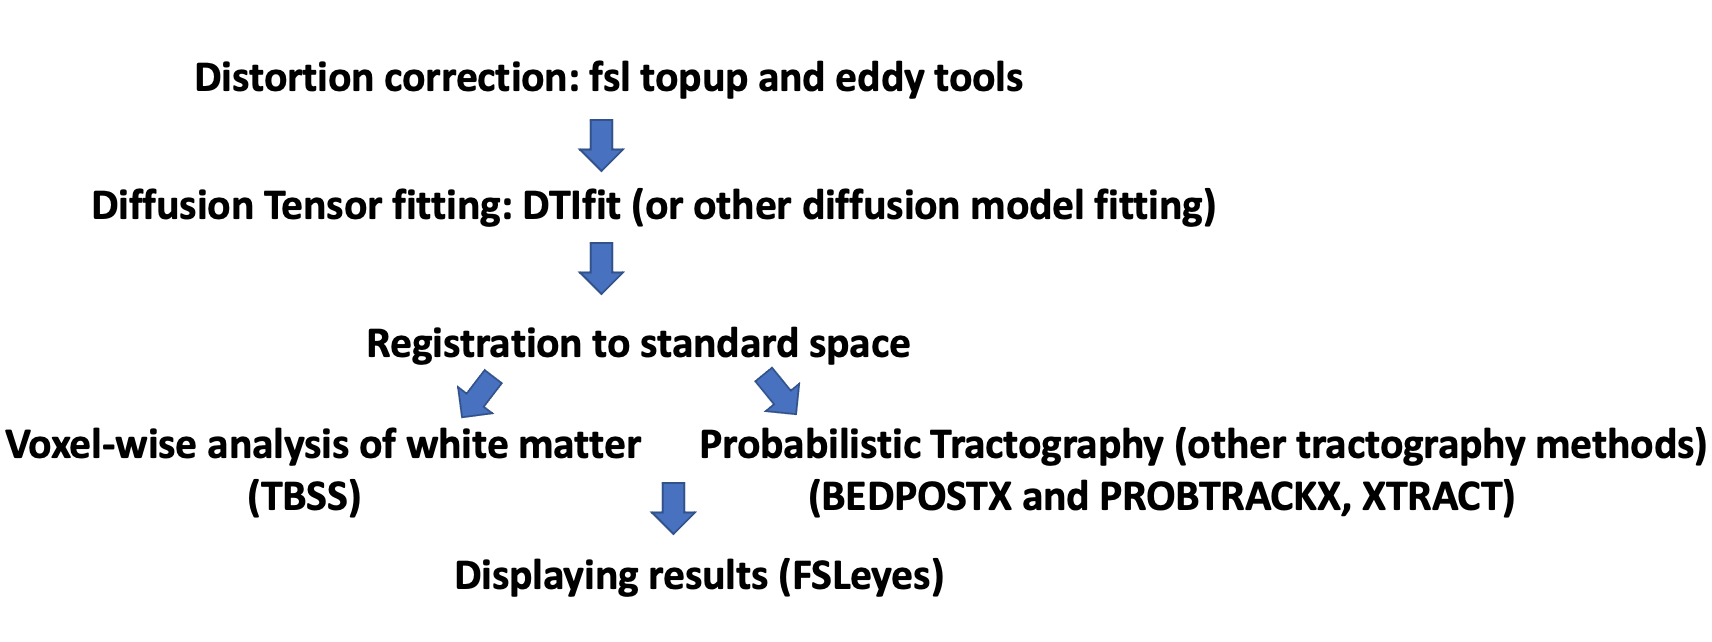 Distortion correction: fsl topup and eddy tools
Diffusion Tensor fitting: DTIfit (or other diffusion model fitting)
Registration to standard space
Voxel-wise analysis of white matter
(TBSS)
Probabilistic Tractography (other tractography methods)
(BEDPOSTX and PROBTRACKX, XTRACT)
Displaying results (FSLeyes)